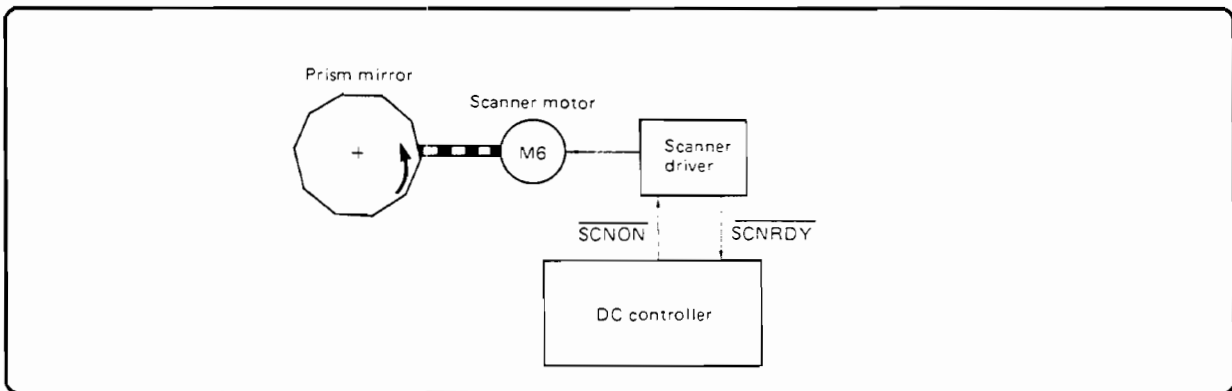 Prism mirror
Scanner motor
M6
Scanner
driver
SCNON
SCNRDY
DC controller